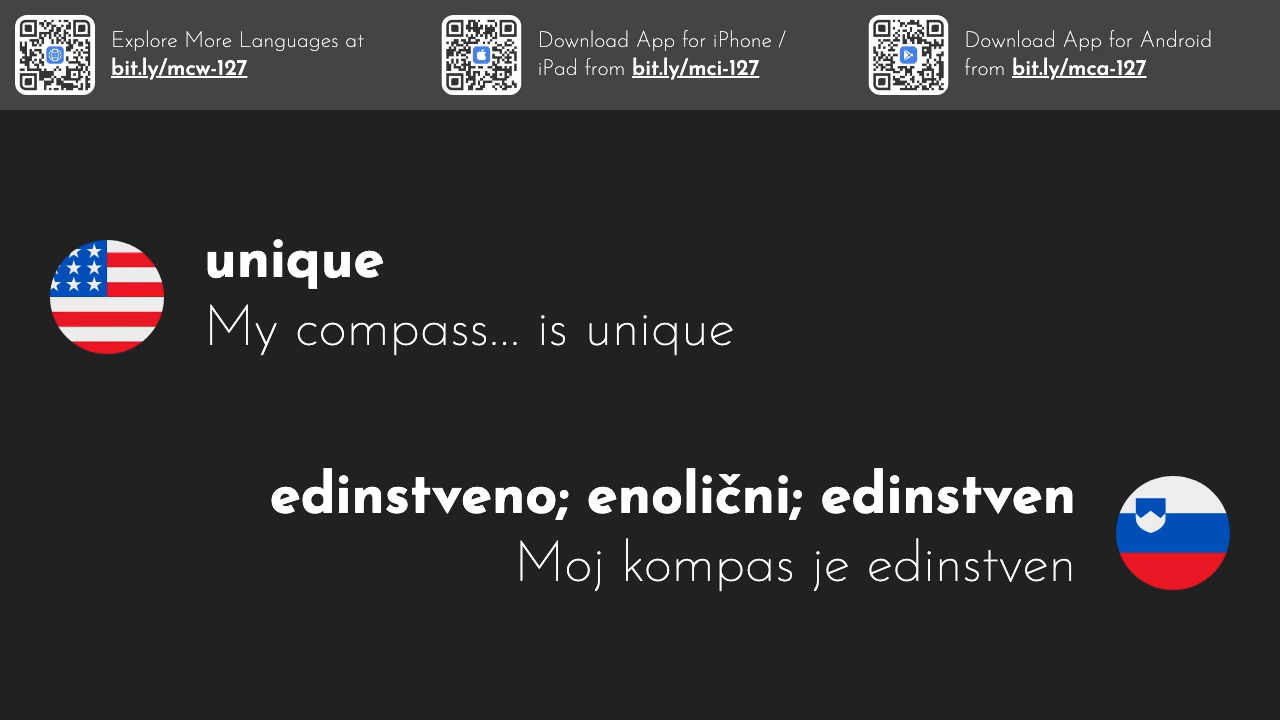 Explore More Languages at
bit.ly/mcw-127
Download App for iPhone /
iPad from bit.ly/mci-127
Download App for Android
from bit.ly/mca-127
unique
My compass... is unique
edinstveno; enolični; edinstven
Moj kompas je edinstven